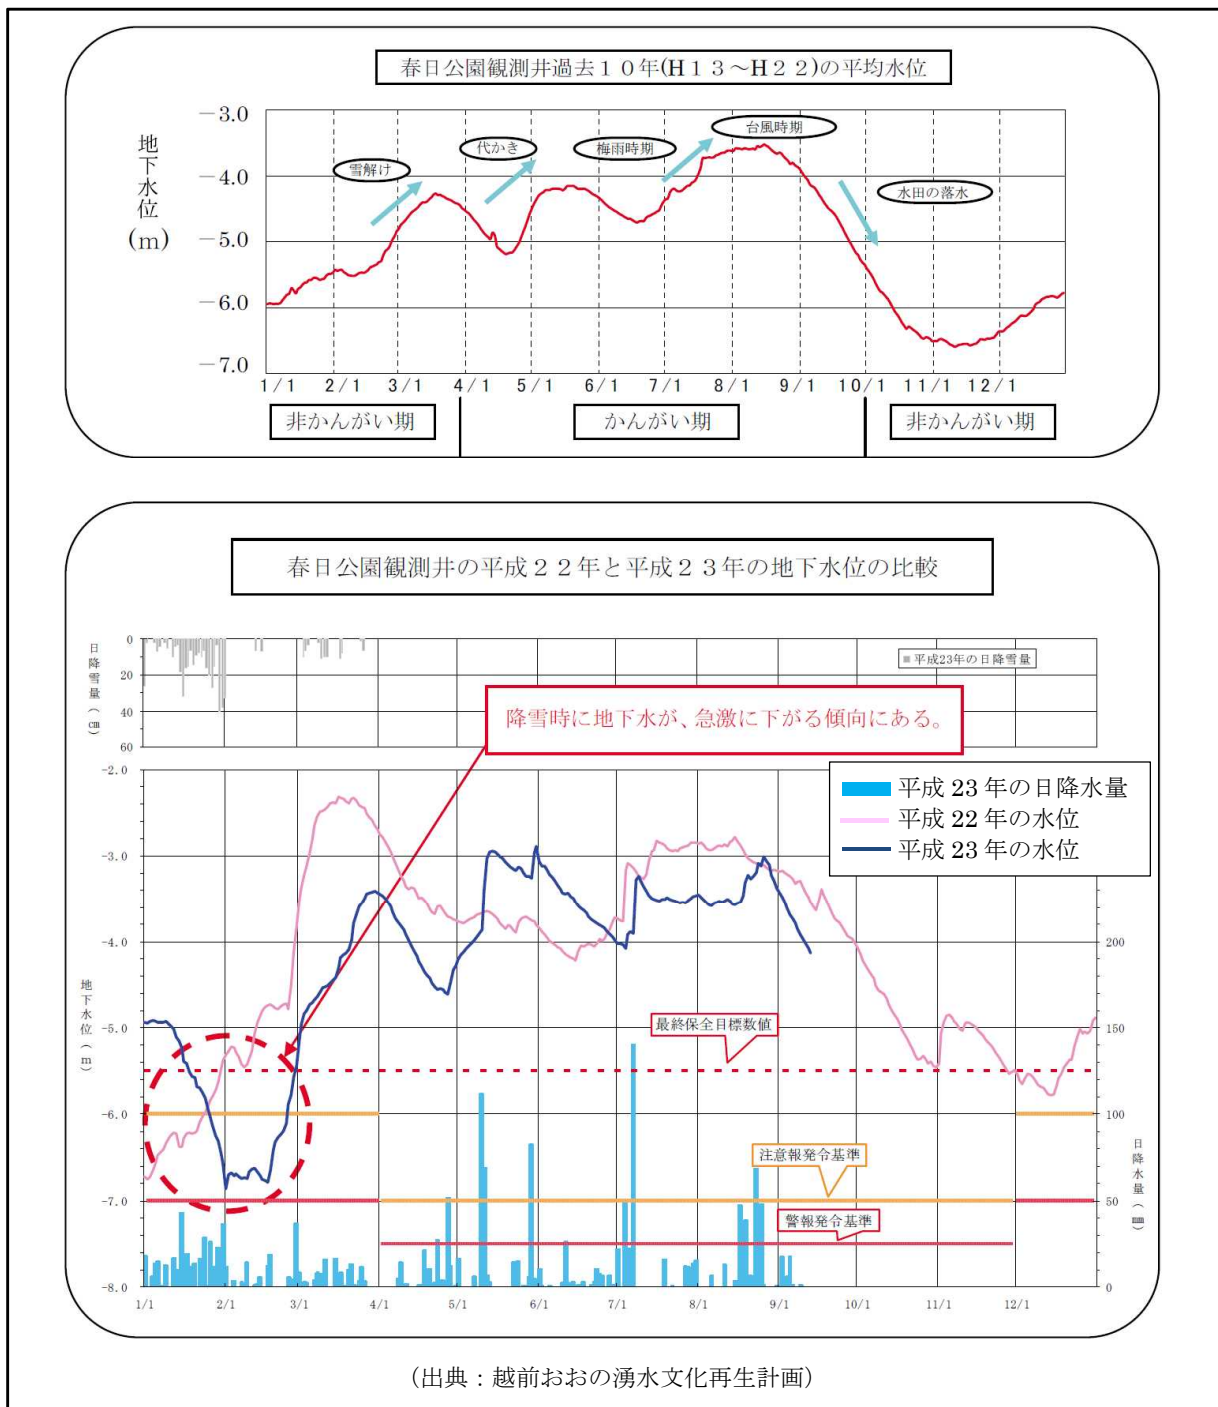 春日公園観測井過去１０年(H１３～H２２)の平均水位
地下水位
(m)
－3.0
－4.0
－5.0
－6.0
－7.0
雪解け
代かき
梅雨時期
台風時期
水田の落水
1/1 2/1 3/1 4/1 5/1 6/1 7/1 8/1 9/1 10/1 11/1 12/1
非かんがい期 かんがい期 非かんがい期
春日公園観測井の平成２２年と平成２３年の地下水位の比較
日降雪量(㎝)
0
20
40
60
平成23年の日降雪量
降雪時に地下水が、急激に下がる傾向にある。
平成 23 年の日降水量
平成 22 年の水位
平成 23 年の水位
地下水位(m)
-2.0
-3.0
-4.0
-5.0
-6.0
-7.0
-8.0
最終保全目標数値
注意報発令基準
警報発令基準
200
150
100
50
0
日降水量(㎜)
1/1 2/1 3/1 4/1 5/1 6/1 7/1 8/1 9/1 10/1 11/1 12/1
（出典：越前おおの湧水文化再生計画）